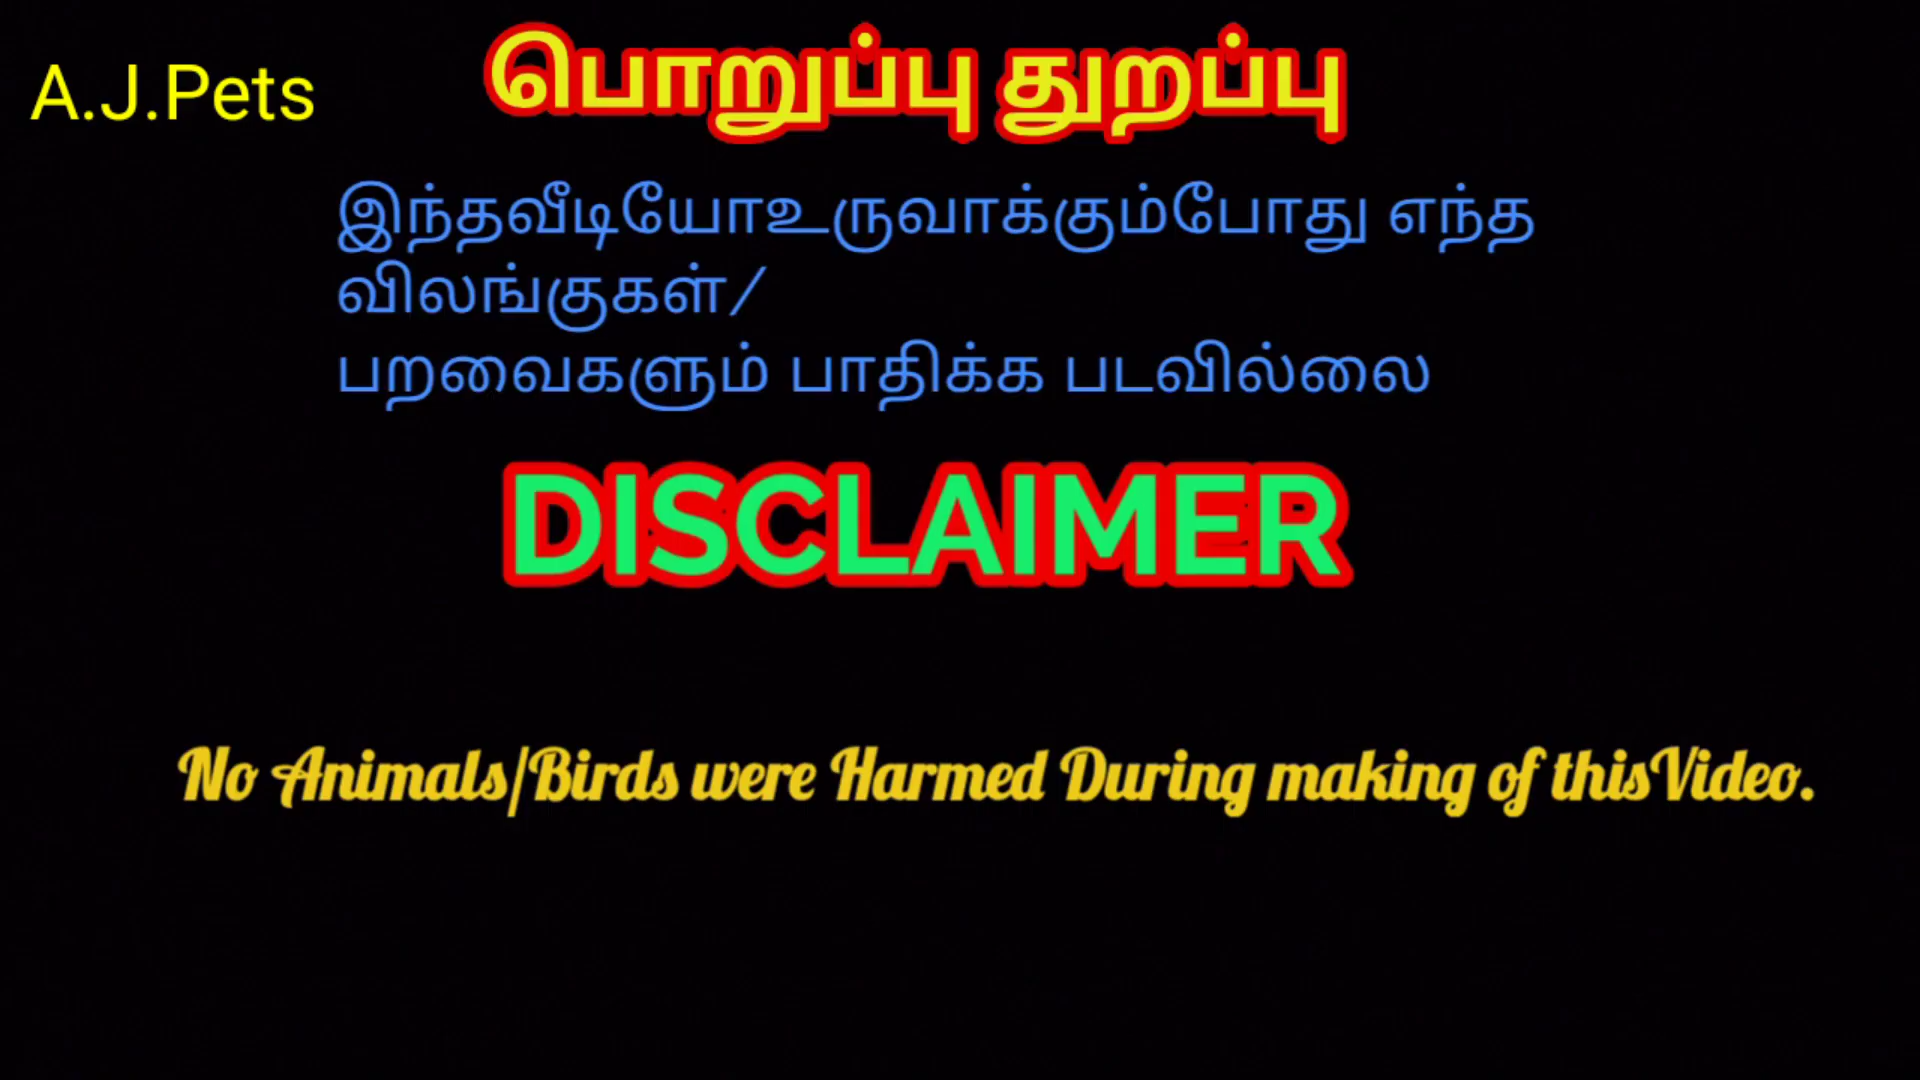 A.J.Pets
பொறுப்பு துறப்பு
இந்தவீடியோஉருவாக்கும்போது எந்த
விலங்குகள்/
பறவைகளும் பாதிக்க படவில்லை
DISCLAIMER
No Animals/Birds were Harmed During making of thisVideo.